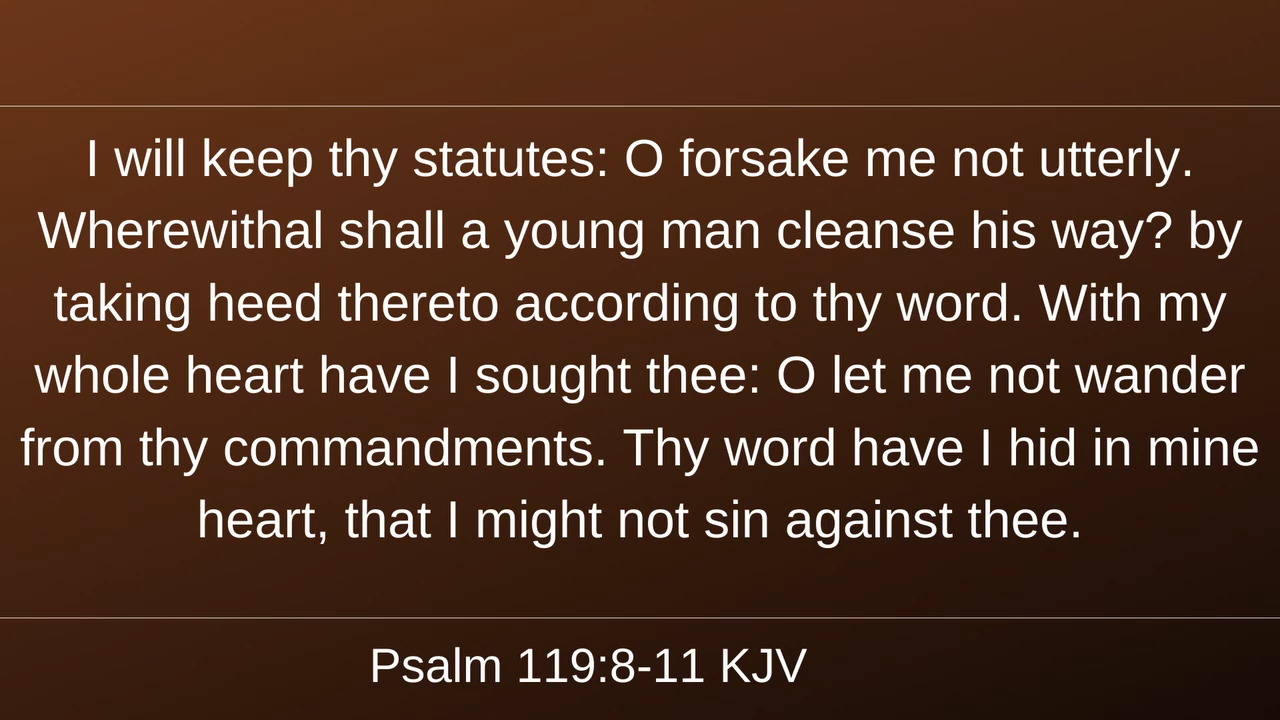 I will keep thy statutes: O forsake me not utterly.
Wherewithal shall a young man cleanse his way? by
taking heed thereto according to thy word. With my
whole heart have I sought thee: O let me not wander
from thy commandments. Thy word have I hid in mine
heart, that I might not sin against thee.
Psalm 119:8-11 KJV